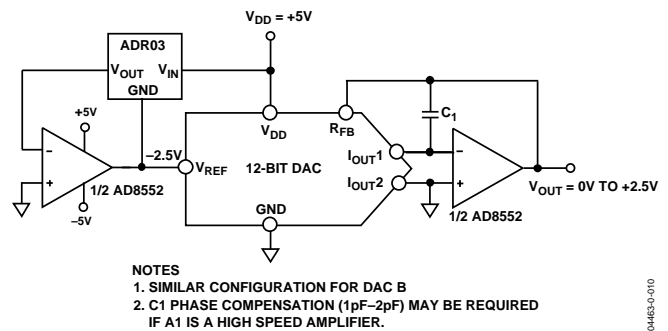 V_DD = +5V
ADR03
V_OUT V_IN
GND
+5V
–
+
–5V
1/2 AD8552
–2.5V
V_REF
V_DD
R_FB
12-BIT DAC
I_OUT1
I_OUT2
GND
C_1
–
+
1/2 AD8552
V_OUT = 0V TO +2.5V
NOTES
1. SIMILAR CONFIGURATION FOR DAC B
2. C1 PHASE COMPENSATION (1pF–2pF) MAY BE REQUIRED
IF A1 IS A HIGH SPEED AMPLIFIER.
04463-0-010